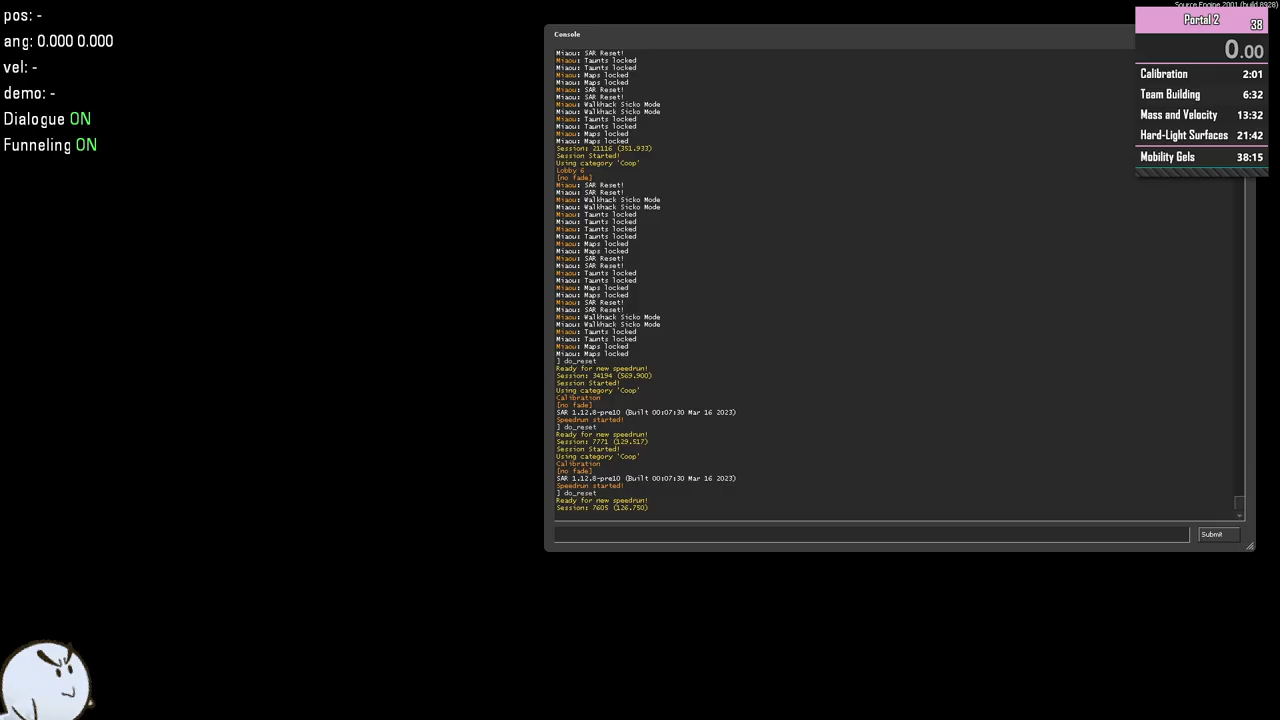 pos: -
ang: 0.000 0.000
vel: -
demo: -
Dialogue ON
Funneling ON
Console
Miaou: SAR Reset!
Miaou: Taunts locked
Miaou: Taunts locked
Miaou: Maps locked
Miaou: Maps locked
Miaou: SAR Reset!
Miaou: SAR Reset!
Miaou: Walkhack Sicko Mode
Miaou: Walkhack Sicko Mode
Miaou: Taunts locked
Miaou: Taunts locked
Miaou: Maps locked
Miaou: Maps locked
Session: 21116 (351.933)
Session Started!
Using category 'Coop'
Lobby 6
[no fade]
Miaou: SAR Reset!
Miaou: SAR Reset!
Miaou: Walkhack Sicko Mode
Miaou: Walkhack Sicko Mode
Miaou: Taunts locked
Miaou: Taunts locked
Miaou: Taunts locked
Miaou: Taunts locked
Miaou: Maps locked
Miaou: Maps locked
Miaou: SAR Reset!
Miaou: SAR Reset!
Miaou: Taunts locked
Miaou: Taunts locked
Miaou: Maps locked
Miaou: Maps locked
Miaou: SAR Reset!
Miaou: SAR Reset!
Miaou: Walkhack Sicko Mode
Miaou: Walkhack Sicko Mode
Miaou: Taunts locked
Miaou: Taunts locked
Miaou: Maps locked
Miaou: Maps locked
] do_reset
Ready for new speedrun!
Session: 34194 (569.900)
Session Started!
Using category 'Coop'
Calibration
[no fade]
SAR 1.12.8-pre10 (Built 00:07:30 Mar 16 2023)
Speedrun started!
] do_reset
Ready for new speedrun!
Session: 7771 (129.517)
Session Started!
Using category 'Coop'
Calibration
[no fade]
SAR 1.12.8-pre10 (Built 00:07:30 Mar 16 2023)
Speedrun started!
] do_reset
Ready for new speedrun!
Session: 7605 (126.750)
Submit
Source Engine 2001 (build 8928)
Portal 2 38
0.00
Calibration 2:01
Team Building 6:32
Mass and Velocity 13:32
Hard-Light Surfaces 21:42
Mobility Gels 38:15